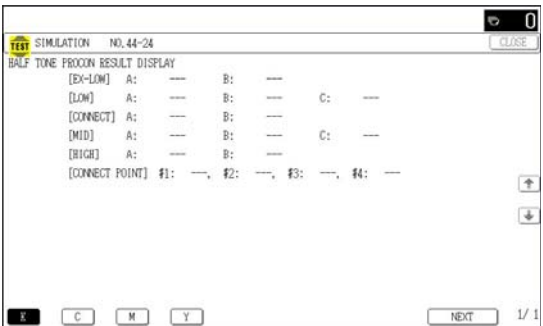 0
TEST SIMULATION NO.44-24 CLOSE
HALF TONE PROCON RESULT DISPLAY
[EX-LOW] A: --- B: ---
[LOW] A: --- B: --- C: ---
[CONNECT] A: --- B: ---
[MID] A: --- B: --- C: ---
[HIGH] A: --- B: ---
[CONNECT POINT] #1: ---, #2: ---, #3: ---, #4: ---
K C M Y NEXT 1/ 1